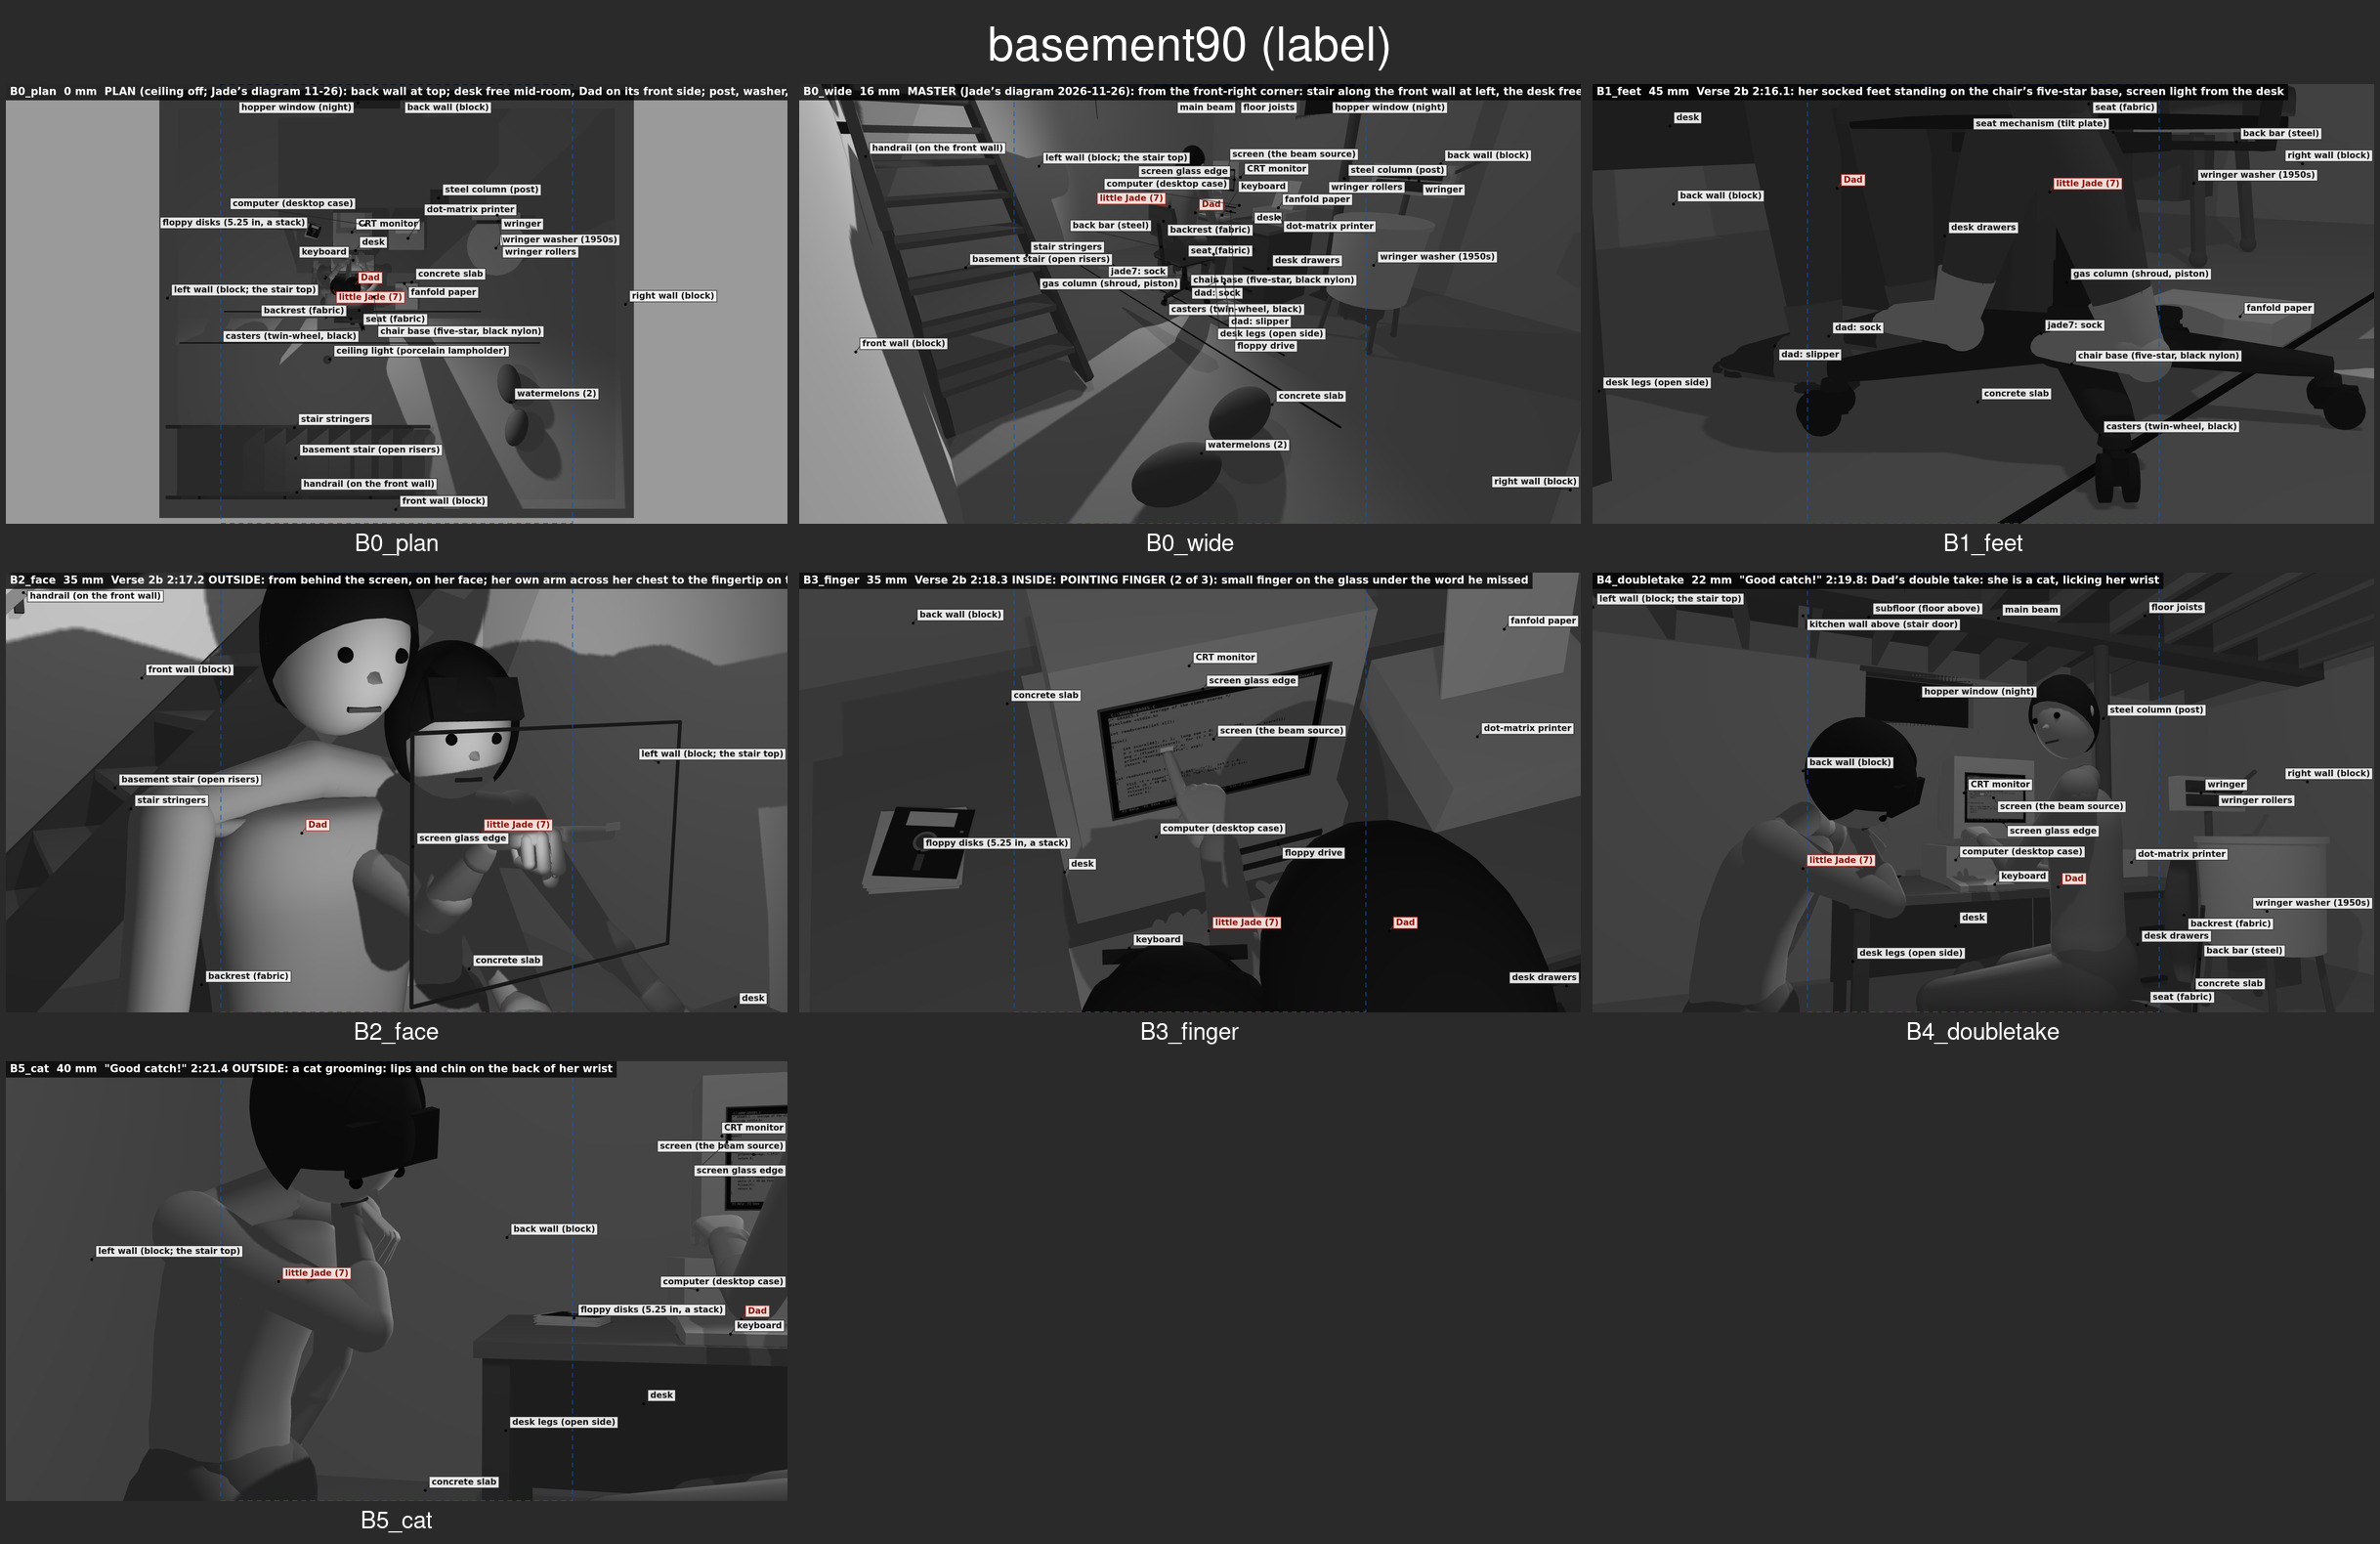 basement90 (label)
B0_plan 0 mm PLAN (ceiling off; Jade’s diagram 11-26): back wall at top; desk free mid-room, Dad on its front side; post, washer,
hopper window (night)
back wall (block)
steel column (post)
computer (desktop case)
dot-matrix printer
floppy disks (5.25 in, a stack)
CRT monitor
wringer
desk
wringer washer (1950s)
keyboard
wringer rollers
Dad
concrete slab
left wall (block; the stair top)
fanfold paper
little Jade (7)
right wall (block)
backrest (fabric)
seat (fabric)
chair base (five-star, black nylon)
casters (twin-wheel, black)
ceiling light (porcelain lampholder)
watermelons (2)
stair stringers
basement stair (open risers)
handrail (on the front wall)
front wall (block)
B0_plan
B0_wide 16 mm MASTER (Jade’s diagram 2026-11-26): from the front-right corner: stair along the front wall at left, the desk free
main beam
floor joists
hopper window (night)
handrail (on the front wall)
left wall (block; the stair top)
screen (the beam source)
back wall (block)
screen glass edge
CRT monitor
steel column (post)
computer (desktop case)
keyboard
wringer rollers
wringer
little Jade (7)
Dad
fanfold paper
desk
back bar (steel)
backrest (fabric)
dot-matrix printer
stair stringers
seat (fabric)
wringer washer (1950s)
basement stair (open risers)
desk drawers
jade7: sock
gas column (shroud, piston)
chair base (five-star, black nylon)
dad: sock
casters (twin-wheel, black)
dad: slipper
desk legs (open side)
floppy drive
front wall (block)
concrete slab
watermelons (2)
right wall (block)
B0_wide
B1_feet 45 mm Verse 2b 2:16.1: her socked feet standing on the chair’s five-star base, screen light from the desk
seat (fabric)
desk
seat mechanism (tilt plate)
back bar (steel)
right wall (block)
Dad
little Jade (7)
wringer washer (1950s)
back wall (block)
desk drawers
gas column (shroud, piston)
fanfold paper
dad: sock
jade7: sock
dad: slipper
chair base (five-star, black nylon)
desk legs (open side)
concrete slab
casters (twin-wheel, black)
B1_feet
B2_face 35 mm Verse 2b 2:17.2 OUTSIDE: from behind the screen, on her face; her own arm across her chest to the fingertip on
handrail (on the front wall)
front wall (block)
left wall (block; the stair top)
basement stair (open risers)
stair stringers
Dad
little Jade (7)
screen glass edge
concrete slab
backrest (fabric)
desk
B2_face
B3_finger 35 mm Verse 2b 2:18.3 INSIDE: POINTING FINGER (2 of 3): small finger on the glass under the word he missed
back wall (block)
fanfold paper
CRT monitor
screen glass edge
concrete slab
screen (the beam source)
dot-matrix printer
computer (desktop case)
floppy disks (5.25 in, a stack)
floppy drive
desk
little Jade (7)
Dad
keyboard
desk drawers
B3_finger
B4_doubletake 22 mm "Good catch!" 2:19.8: Dad’s double take: she is a cat, licking her wrist
left wall (block; the stair top)
subfloor (floor above)
main beam
floor joists
kitchen wall above (stair door)
hopper window (night)
steel column (post)
back wall (block)
right wall (block)
CRT monitor
wringer
screen (the beam source)
wringer rollers
screen glass edge
computer (desktop case)
dot-matrix printer
little Jade (7)
keyboard
Dad
wringer washer (1950s)
desk
backrest (fabric)
desk drawers
desk legs (open side)
back bar (steel)
concrete slab
seat (fabric)
B4_doubletake
B5_cat 40 mm "Good catch!" 2:21.4 OUTSIDE: a cat grooming: lips and chin on the back of her wrist
CRT monitor
screen (the beam source)
screen glass edge
back wall (block)
left wall (block; the stair top)
little Jade (7)
computer (desktop case)
floppy disks (5.25 in, a stack)
Dad
keyboard
desk
desk legs (open side)
concrete slab
B5_cat